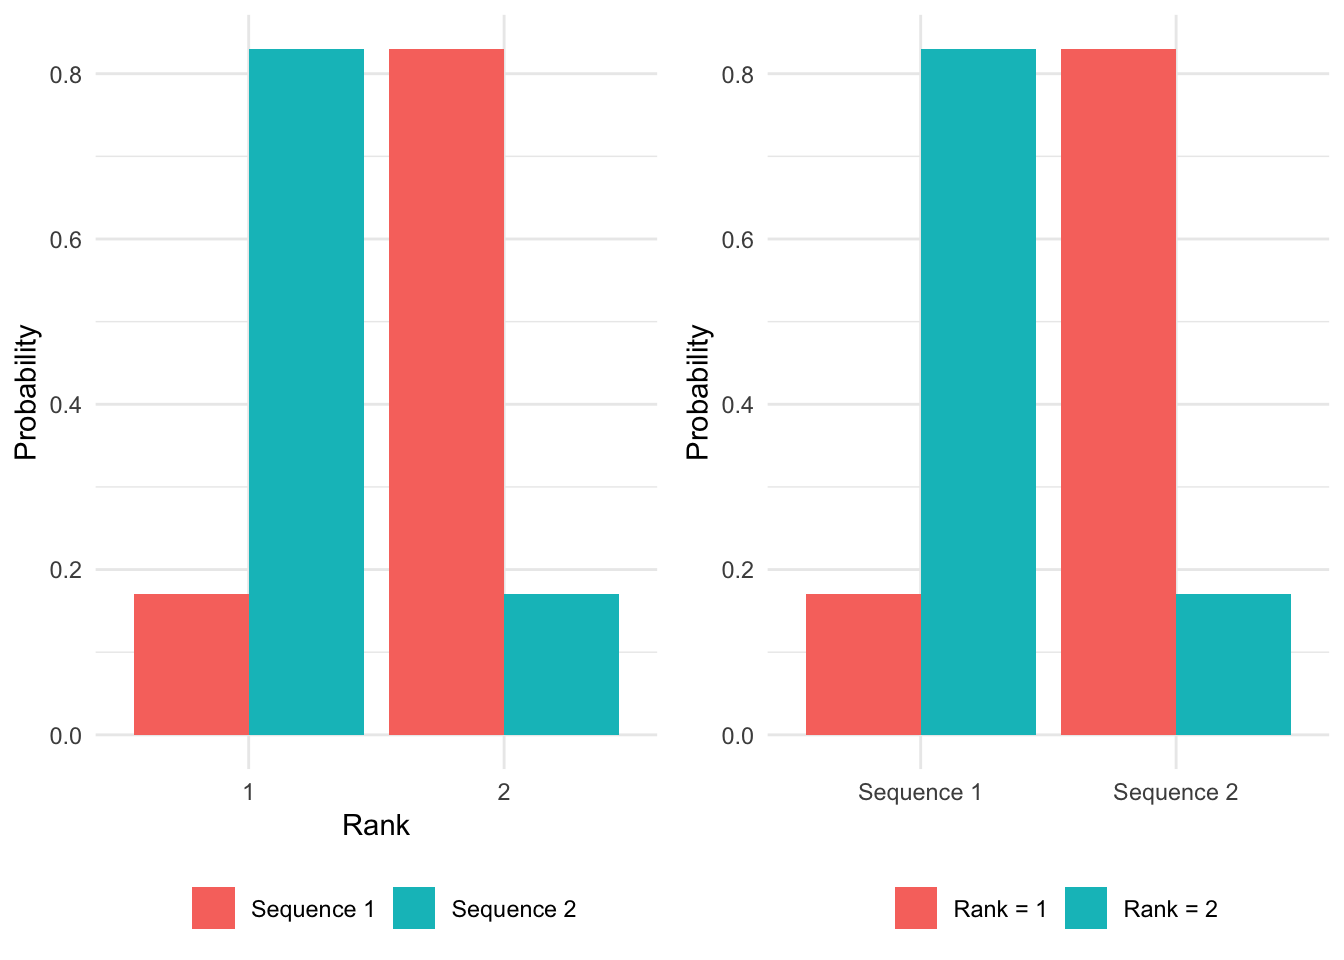 Probability
0.8
0.6
0.4
0.2
0.0
1 2
Rank
Sequence 1 Sequence 2
Probability
0.8
0.6
0.4
0.2
0.0
Sequence 1 Sequence 2
Rank = 1 Rank = 2